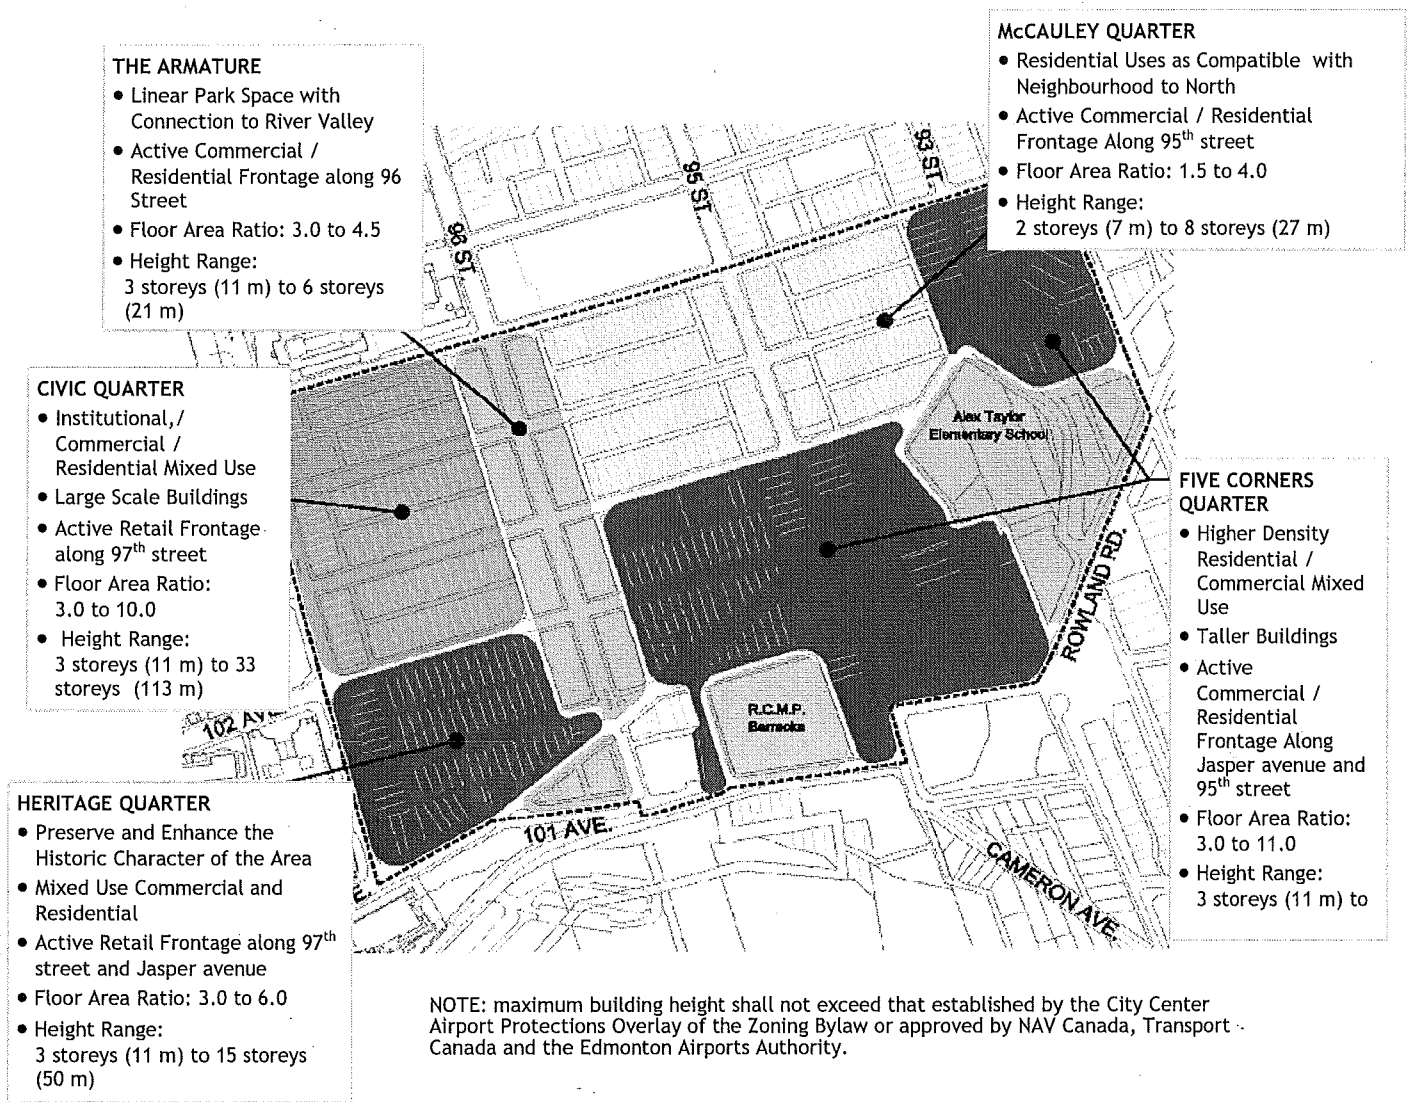 THE ARMATURE
• Linear Park Space with
Connection to River Valley
• Active Commercial /
Residential Frontage along 96
Street
• Floor Area Ratio: 3.0 to 4.5
• Height Range:
3 storeys (11 m) to 6 storeys
(21 m)
McCAULEY QUARTER
• Residential Uses as Compatible with
Neighbourhood to North
• Active Commercial / Residential
Frontage Along 95th street
• Floor Area Ratio: 1.5 to 4.0
• Height Range:
2 storeys (7 m) to 8 storeys (27 m)
96 ST.
95 ST.
93 ST.
CIVIC QUARTER
• Institutional,/
Commercial /
Residential Mixed Use
• Large Scale Buildings
• Active Retail Frontage
along 97th street
• Floor Area Ratio:
3.0 to 10.0
• Height Range:
3 storeys (11 m) to 33
storeys (113 m)
Alex Taylor
Elementary School
FIVE CORNERS
QUARTER
• Higher Density
Residential /
Commercial Mixed
Use
• Taller Buildings
• Active
Commercial /
Residential
Frontage Along
Jasper avenue and
95th street
• Floor Area Ratio:
3.0 to 11.0
• Height Range:
3 storeys (11 m) to
ROWLAND RD.
R.C.M.P.
Barracks
102 AVE.
101 AVE.
E.
CAMERON AVE.
HERITAGE QUARTER
• Preserve and Enhance the
Historic Character of the Area
• Mixed Use Commercial and
Residential
• Active Retail Frontage along 97th
street and Jasper avenue
• Floor Area Ratio: 3.0 to 6.0
• Height Range:
3 storeys (11 m) to 15 storeys
(50 m)
NOTE: maximum building height shall not exceed that established by the City Center
Airport Protections Overlay of the Zoning Bylaw or approved by NAV Canada, Transport
Canada and the Edmonton Airports Authority.